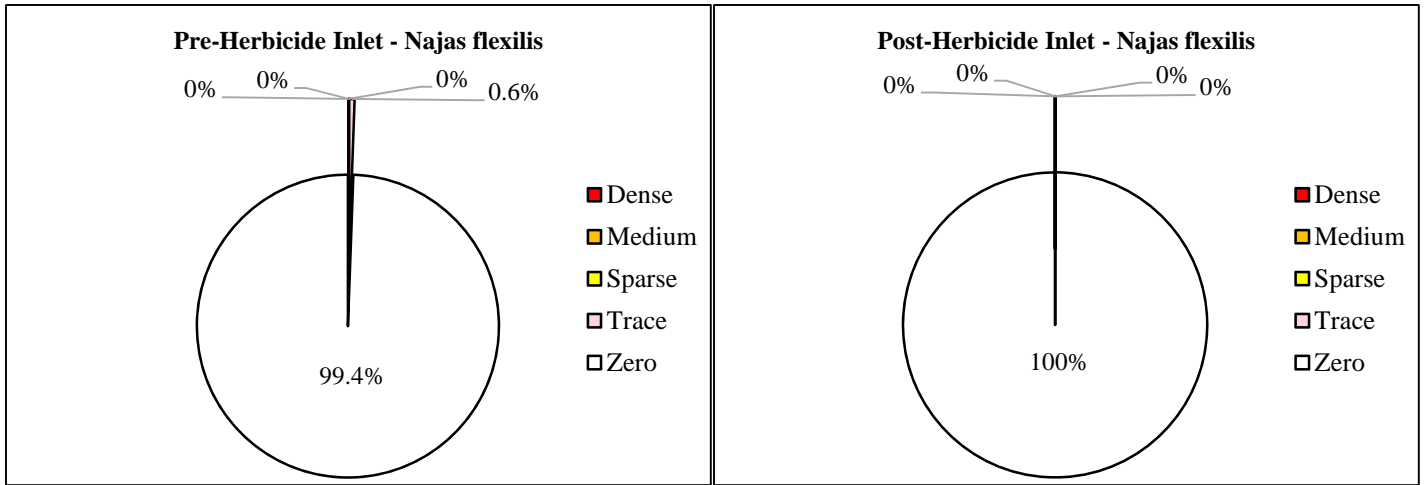 Pre-Herbicide Inlet - Najas flexilis
0%
0%
0%
0.6%
99.4%
Dense
Medium
Sparse
Trace
Zero
Post-Herbicide Inlet - Najas flexilis
0%
0%
0%
0%
100%
Dense
Medium
Sparse
Trace
Zero